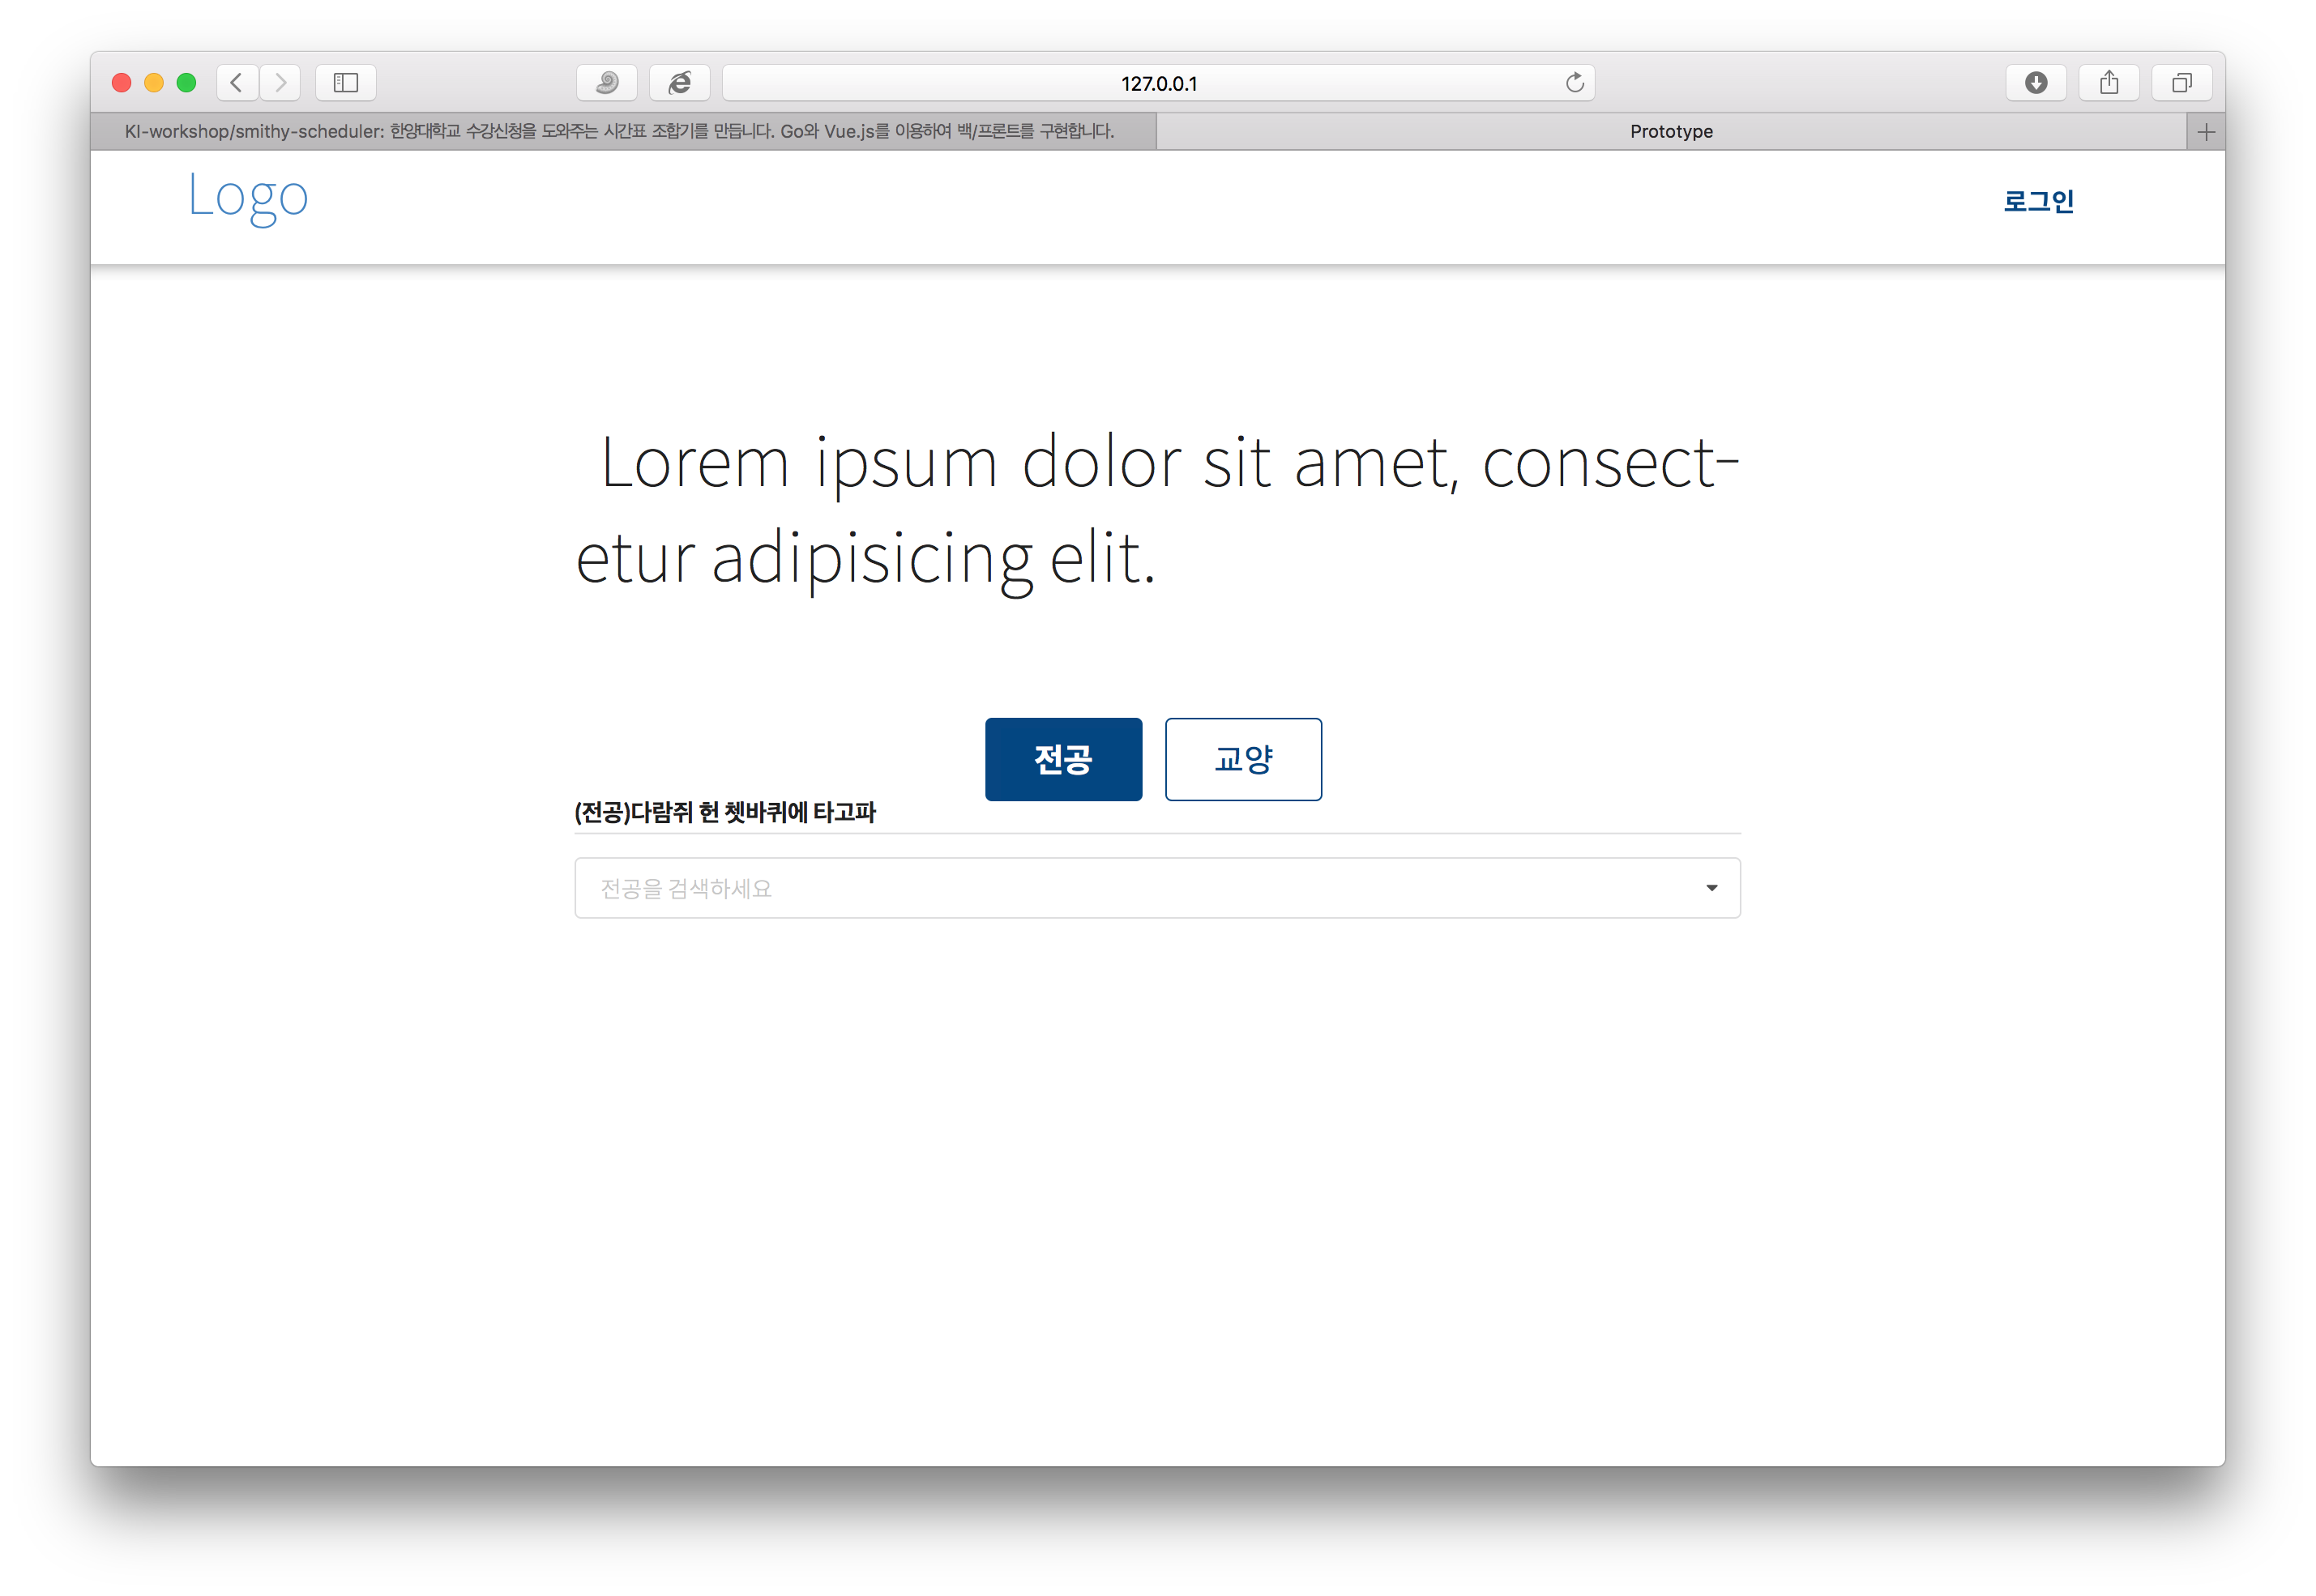 127.0.0.1
KI-workshop/smithy-scheduler: 한양대학교 수강신청을 도와주는 시간표 조합기를 만듭니다. Go와 Vue.js를 이용하여 백/프론트를 구현합니다.
Prototype
Logo
로그인
Lorem ipsum dolor sit amet, consect-
etur adipisicing elit.
전공
교양
(전공)다람쥐 헌 쳇바퀴에 타고파
전공을 검색하세요